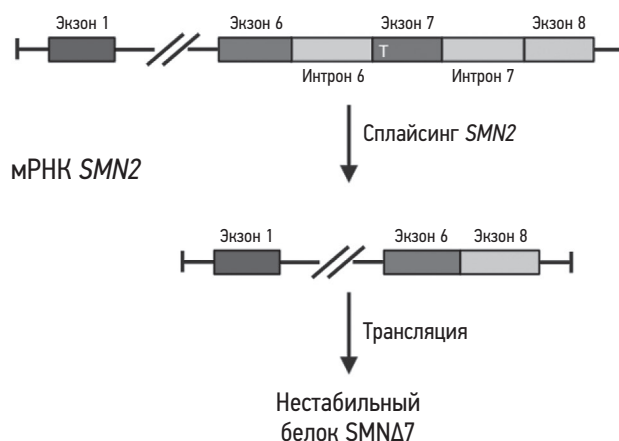 Экзон 1 Экзон 6 Экзон 7 Экзон 8
T
Интрон 6 Интрон 7
Сплайсинг SMN2
мРНК SMN2
Экзон 1 Экзон 6 Экзон 8
Трансляция
Нестабильный
белок SMNΔ7